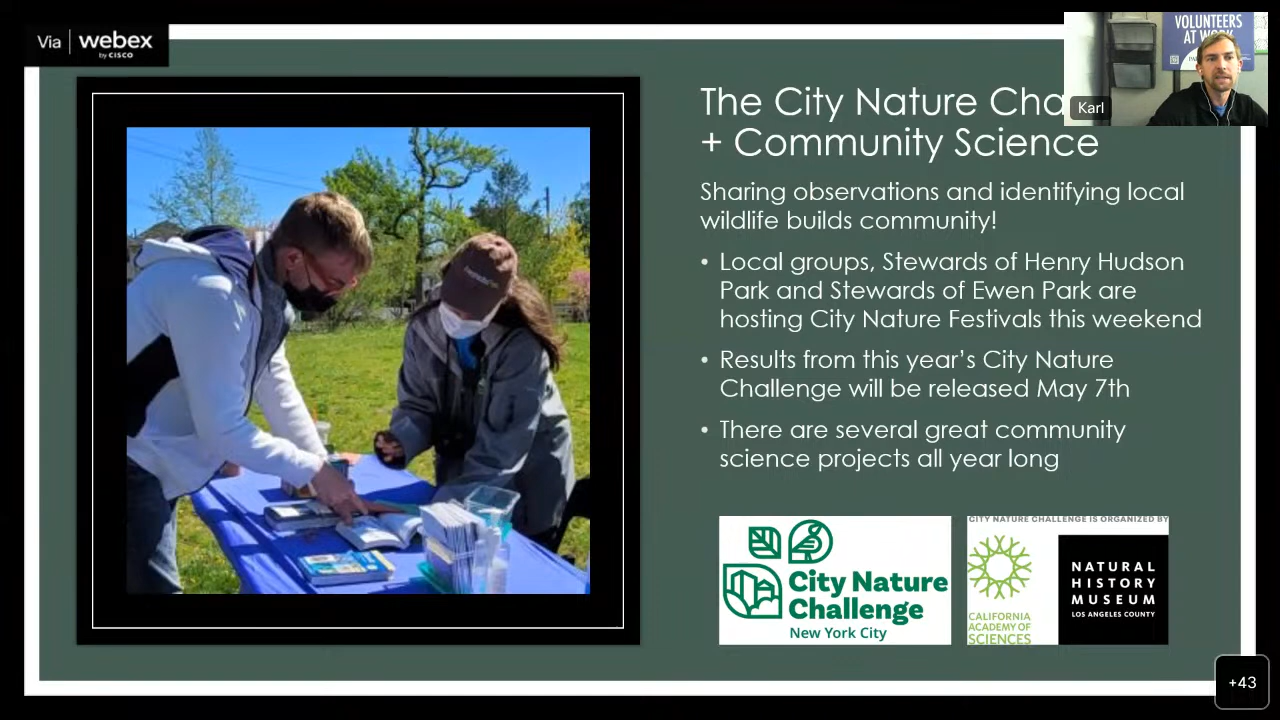 Via webex
by CISCO
VOLUNTEERS
AT WORK
Karl
The City Nature Cha
+ Community Science
Sharing observations and identifying local
wildlife builds community!
• Local groups, Stewards of Henry Hudson
Park and Stewards of Ewen Park are
hosting City Nature Festivals this weekend
• Results from this year's City Nature
Challenge will be released May 7th
• There are several great community
science projects all year long
City Nature
Challenge
New York City
CITY NATURE CHALLENGE IS ORGANIZED BY
CALIFORNIA
ACADEMY OF
SCIENCES
NATURAL
HISTORY
MUSEUM
LOS ANGELES COUNTY
+43